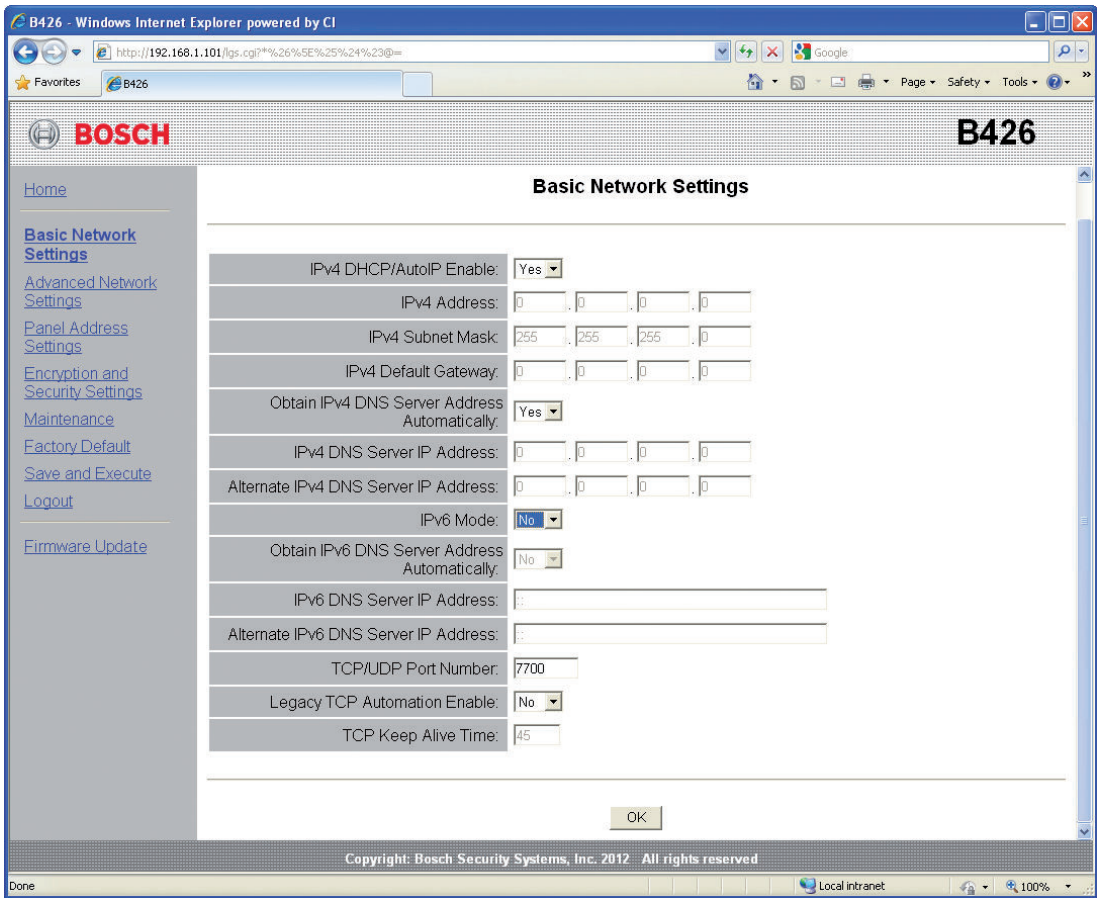 B426 - Windows Internet Explorer powered by CI
http://192.168.1.101/lgs.cgi?*%26%5E%25%24%23@=
Google
Favorites
B426
Page
Safety
Tools
BOSCH
B426
Home
Basic Network
Settings
Advanced Network
Settings
Panel Address
Settings
Encryption and
Security Settings
Maintenance
Factory Default
Save and Execute
Logout
Firmware Update
Basic Network Settings
IPv4 DHCP/AutoIP Enable: Yes
IPv4 Address: 0 . 0 . 0 . 0
IPv4 Subnet Mask: 255 . 255 . 255 . 0
IPv4 Default Gateway: 0 . 0 . 0 . 0
Obtain IPv4 DNS Server Address
Automatically: Yes
IPv4 DNS Server IP Address: 0 . 0 . 0 . 0
Alternate IPv4 DNS Server IP Address: 0 . 0 . 0 . 0
IPv6 Mode: No
Obtain IPv6 DNS Server Address
Automatically: No
IPv6 DNS Server IP Address: ::
Alternate IPv6 DNS Server IP Address: ::
TCP/UDP Port Number: 7700
Legacy TCP Automation Enable: No
TCP Keep Alive Time: 45
OK
Copyright: Bosch Security Systems, Inc. 2012 All rights reserved
Done
Local intranet
100%